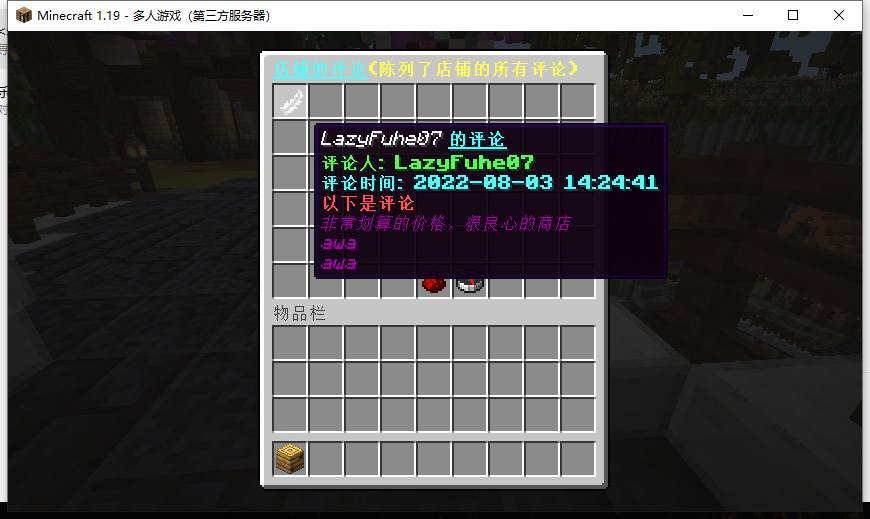 Minecraft 1.19 - 多人游戏（第三方服务器）
店铺的评论(陈列了店铺的所有评论)
LazyFuhe07 的评论
评论人: LazyFuhe07
评论时间: 2022-08-03 14:24:41
以下是评论
非常划算的价格，很良心的商店
awa
awa
物品栏